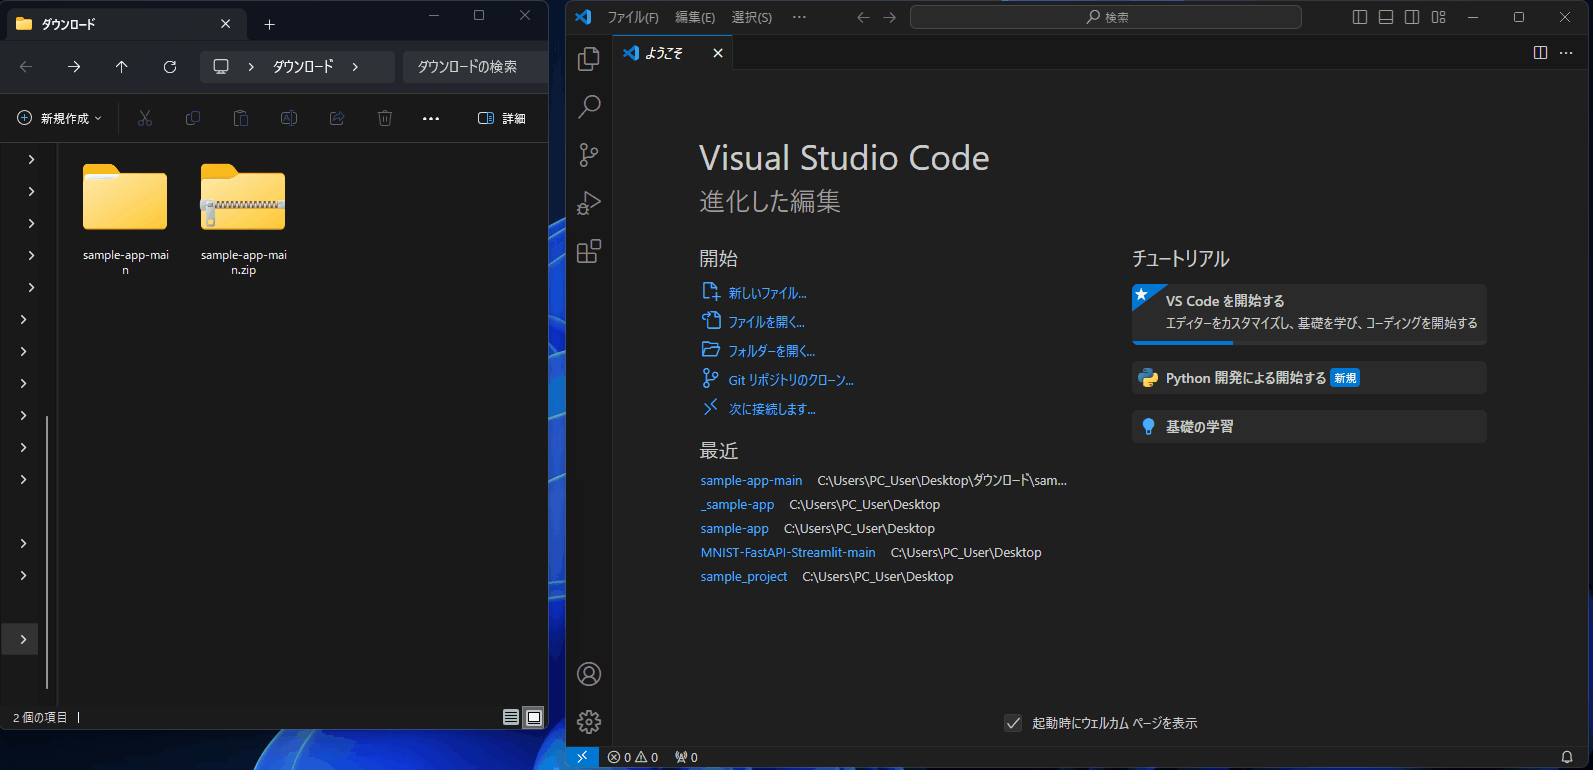 ダウンロード
ダウンロード
ダウンロードの検索
新規作成
詳細
sample-app-mai
n
sample-app-mai
n.zip
2 個の項目
ファイル(F)
編集(E)
選択(S)
検索
ようこそ
Visual Studio Code
進化した編集
開始
新しいファイル...
ファイルを開く...
フォルダーを開く...
Git リポジトリのクローン...
次に接続します...
最近
sample-app-main C:\Users\PC_User\Desktop\ダウンロード\sam...
_sample-app C:\Users\PC_User\Desktop
sample-app C:\Users\PC_User\Desktop
MNIST-FastAPI-Streamlit-main C:\Users\PC_User\Desktop
sample_project C:\Users\PC_User\Desktop
チュートリアル
VS Code を開始する
エディターをカスタマイズし、基礎を学び、コーディングを開始する
Python 開発による開始する 新規
基礎の学習
起動時にウェルカム ページを表示
0 0 0